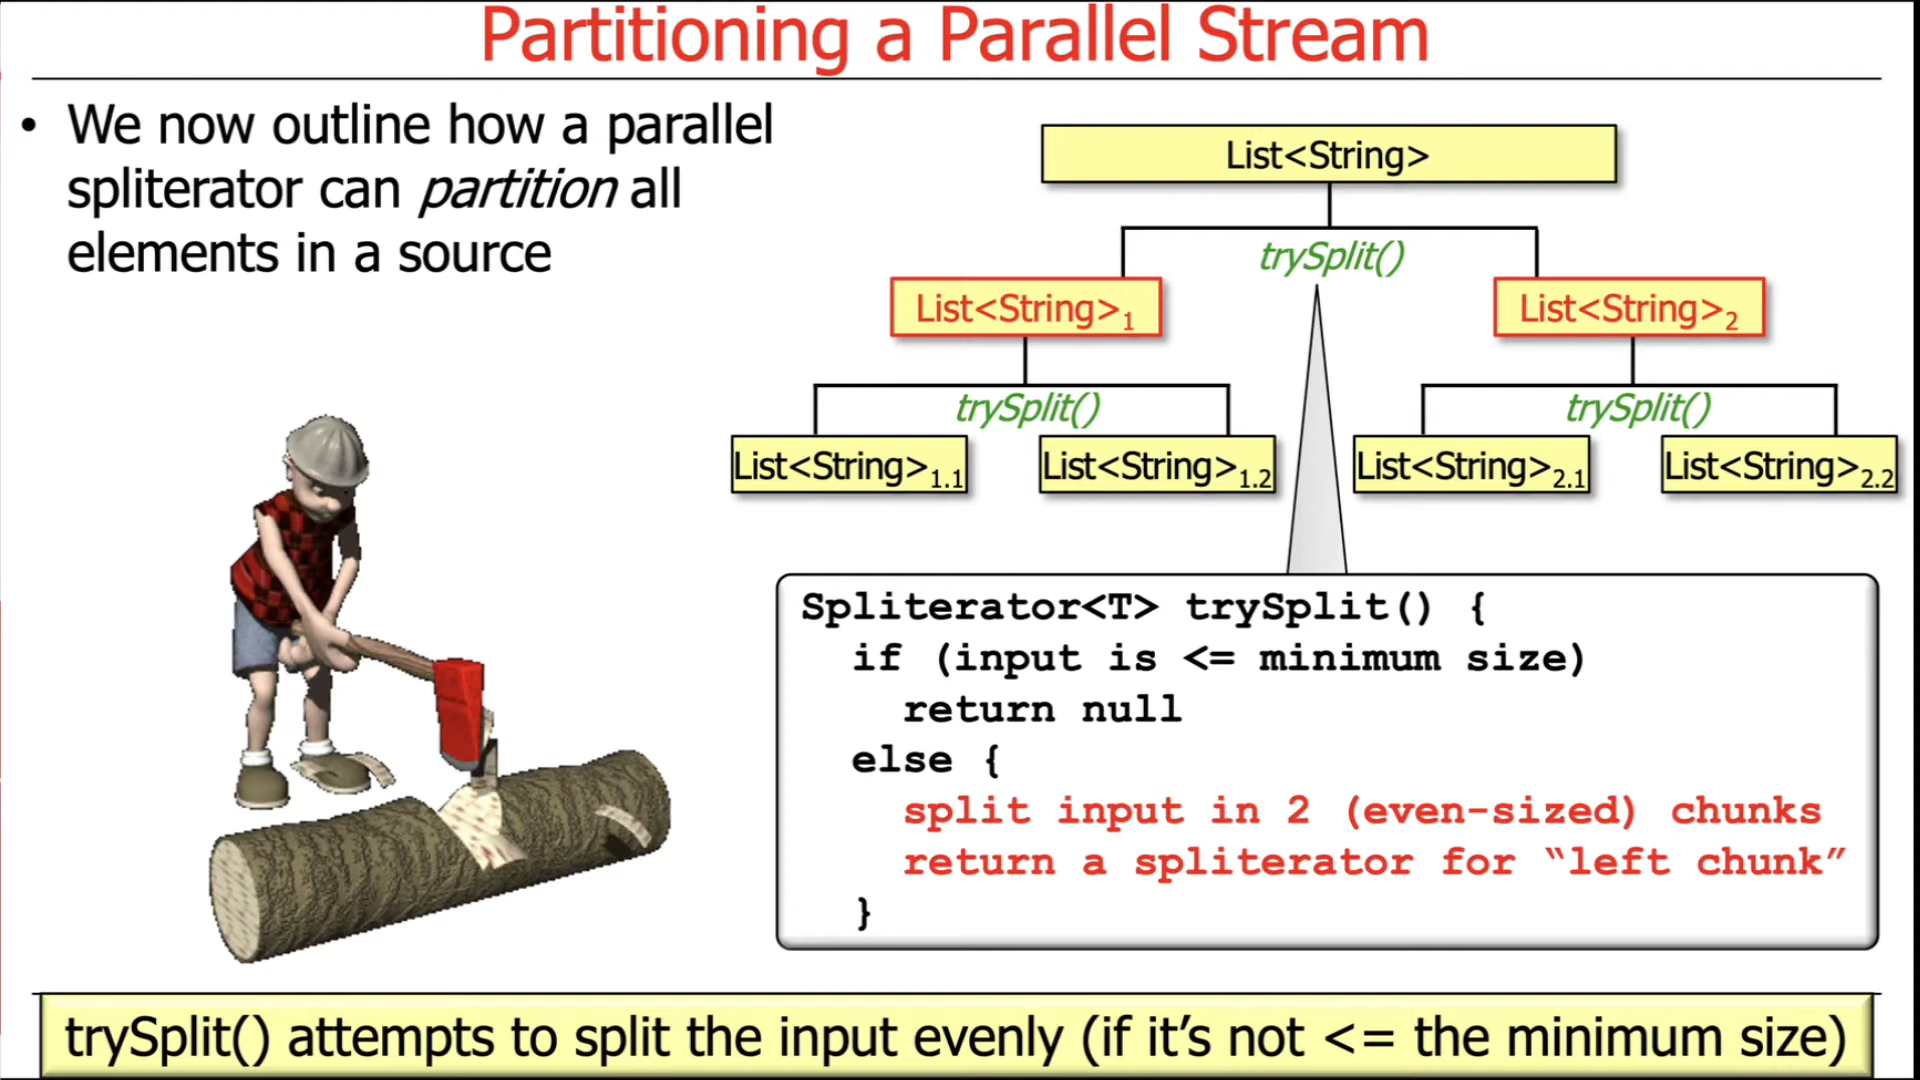 Partitioning a Parallel Stream
• We now outline how a parallel
spliterator can partition all
elements in a source
List<String>
trySplit()
List<String>1
List<String>2
trySplit()
trySplit()
List<String>1.1
List<String>1.2
List<String>2.1
List<String>2.2
Spliterator<T> trySplit() {
if (input is <= minimum size)
return null
else {
split input in 2 (even-sized) chunks
return a spliterator for “left chunk”
}
trySplit() attempts to split the input evenly (if it’s not <= the minimum size)